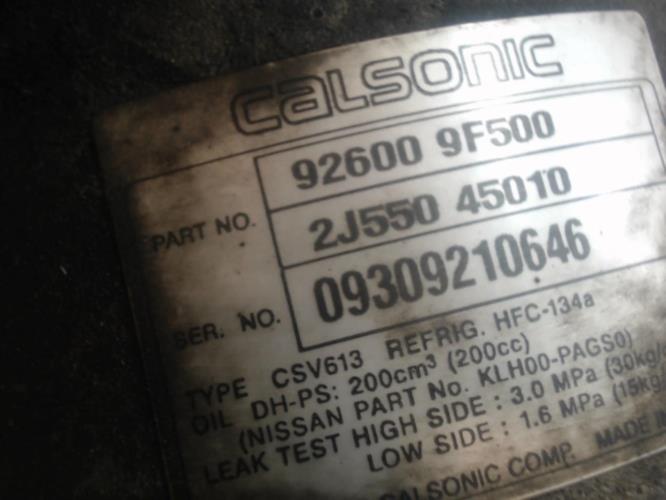 CALSONIC
PART NO. 92600 9F500
2J550 45010
SER. NO. 09309210646
TYPE CSV613 REFRIG. HFC-134a
OIL DH-PS: 200cm³ (200cc)
(NISSAN PART No. KLH00-PAGS0)
LEAK TEST HIGH SIDE : 3.0 MPa (30kg/
LOW SIDE : 1.6 MPa (15kg/
CALSONIC COMP. MADE